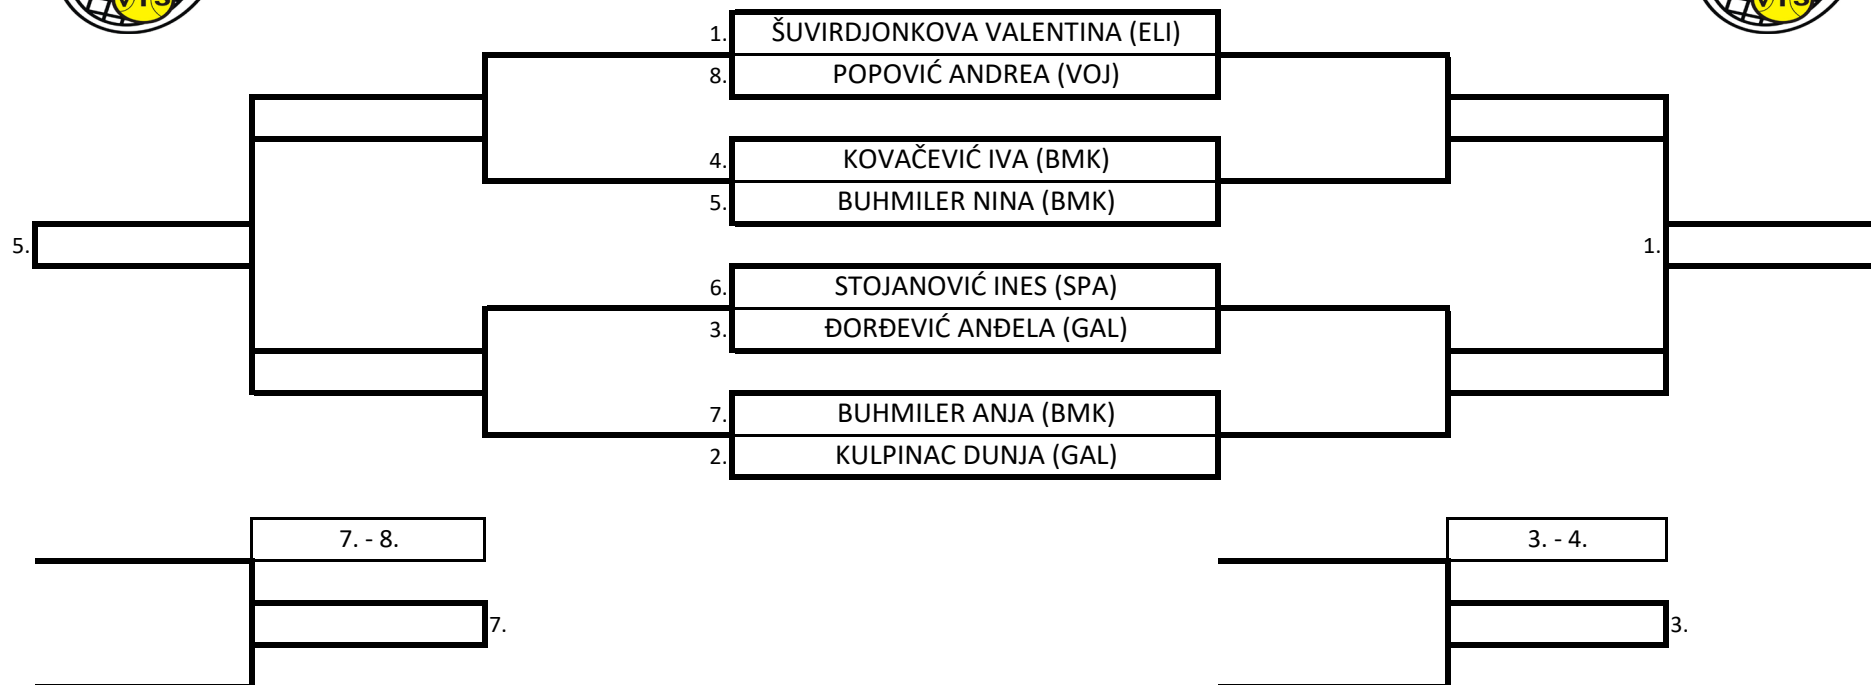 VTS
VTS
1. ŠUVIRDJONKOVA VALENTINA (ELI)
8. POPOVIĆ ANDREA (VOJ)
4. KOVAČEVIĆ IVA (BMK)
5. BUHMILER NINA (BMK)
5.
1.
6. STOJANOVIĆ INES (SPA)
3. ĐORĐEVIĆ ANĐELA (GAL)
7. BUHMILER ANJA (BMK)
2. KULPINAC DUNJA (GAL)
7. - 8.
3. - 4.
7.
3.